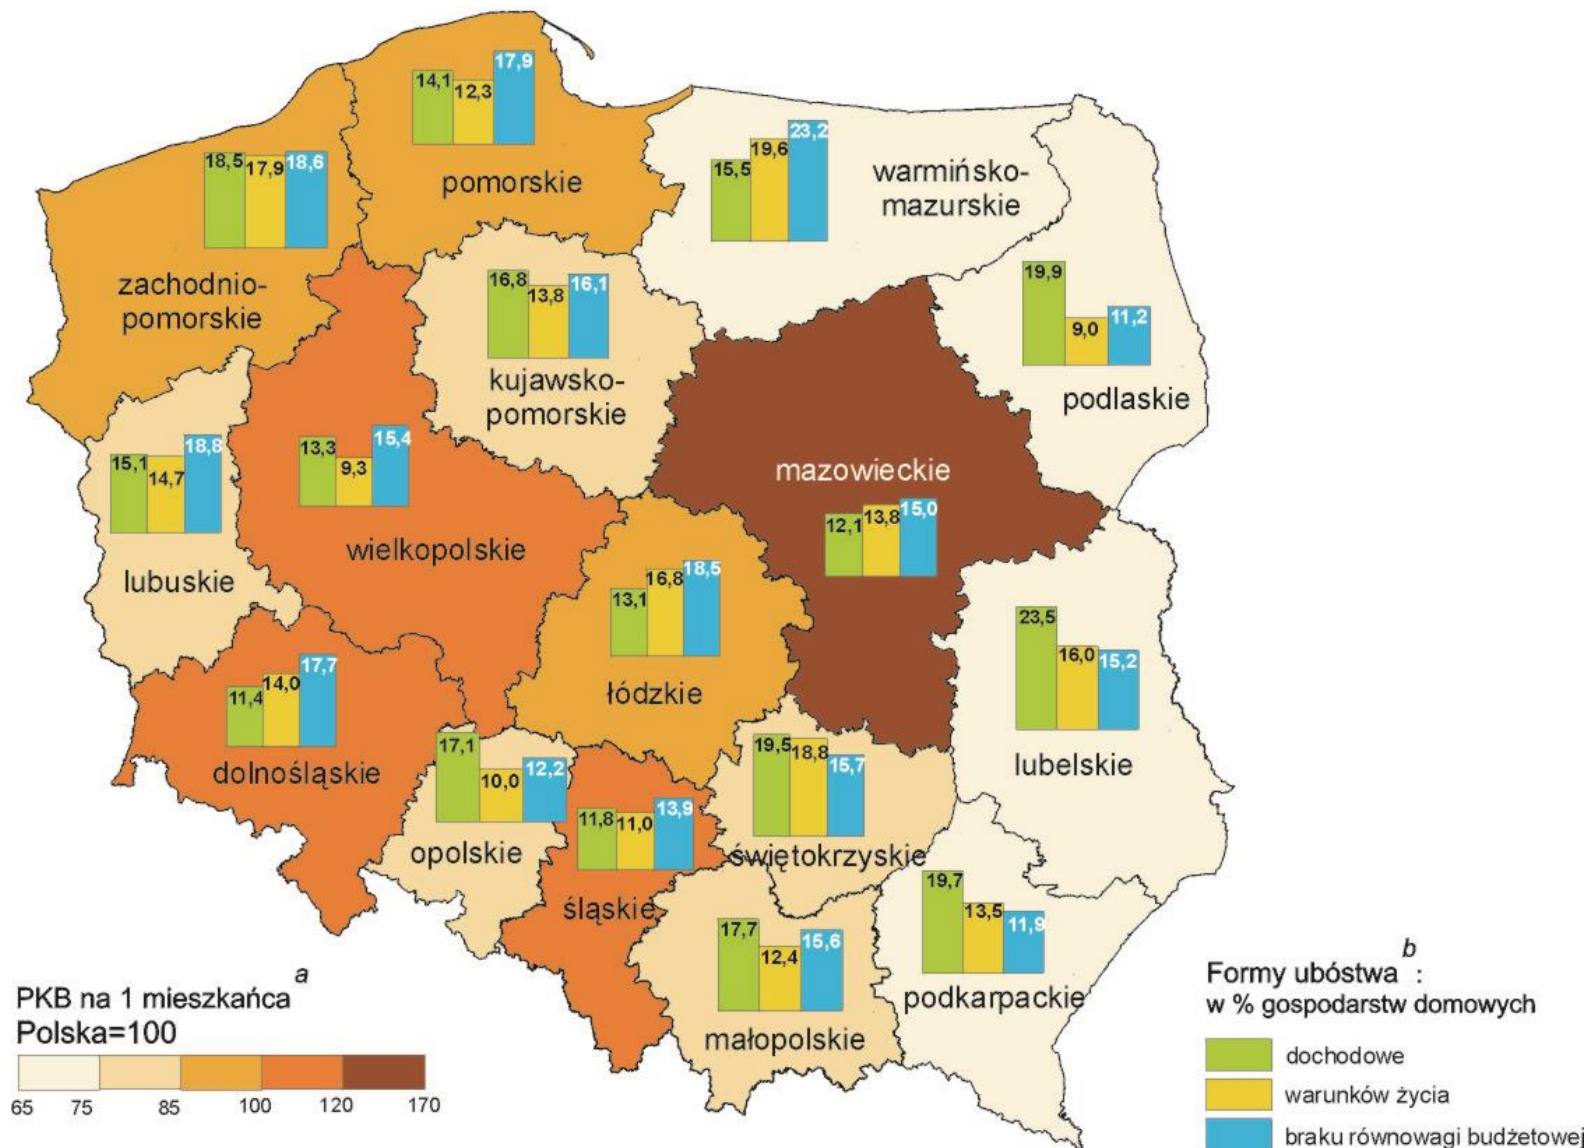 14,1
12,3
17,9
pomorskie
18,5
17,9
18,6
zachodnio-
pomorskie
15,5
19,6
23,2
warmińsko-
mazurskie
19,9
9,0
11,2
podlaskie
16,8
13,8
16,1
kujawsko-
pomorskie
15,1
14,7
18,8
lubuskie
13,3
9,3
15,4
wielkopolskie
mazowieckie
12,1
13,8
15,0
13,1
16,8
18,5
łódzkie
23,5
16,0
15,2
lubelskie
11,4
14,0
17,7
dolnośląskie
17,1
10,0
12,2
opolskie
11,8
11,0
13,9
śląskie
19,5
18,8
15,7
świętokrzyskie
17,7
12,4
15,6
małopolskie
19,7
13,5
11,9
podkarpackie
PKB na 1 mieszkańca a
Polska=100
65 75 85 100 120 170
Formy ubóstwa b :
w % gospodarstw domowych
dochodowe
warunków życia
braku równowagi budżetowej